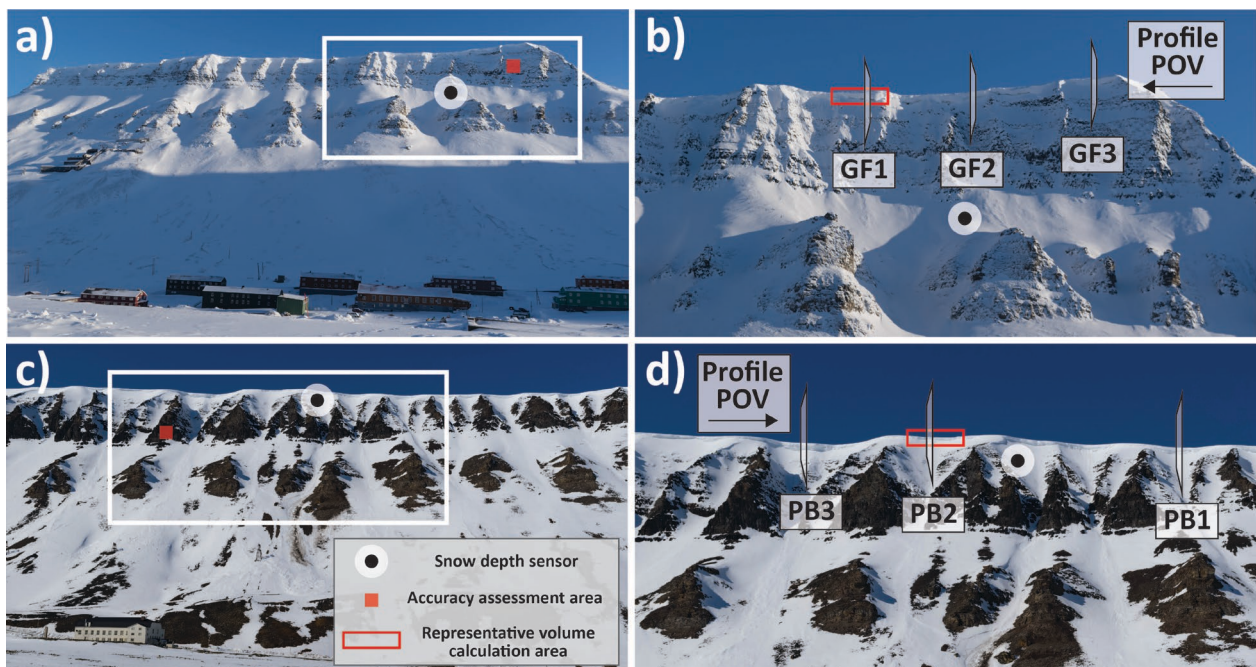 a)
b)
Profile
POV
GF1
GF2
GF3
c)
Snow depth sensor
Accuracy assessment area
Representative volume
calculation area
d)
Profile
POV
PB3
PB2
PB1